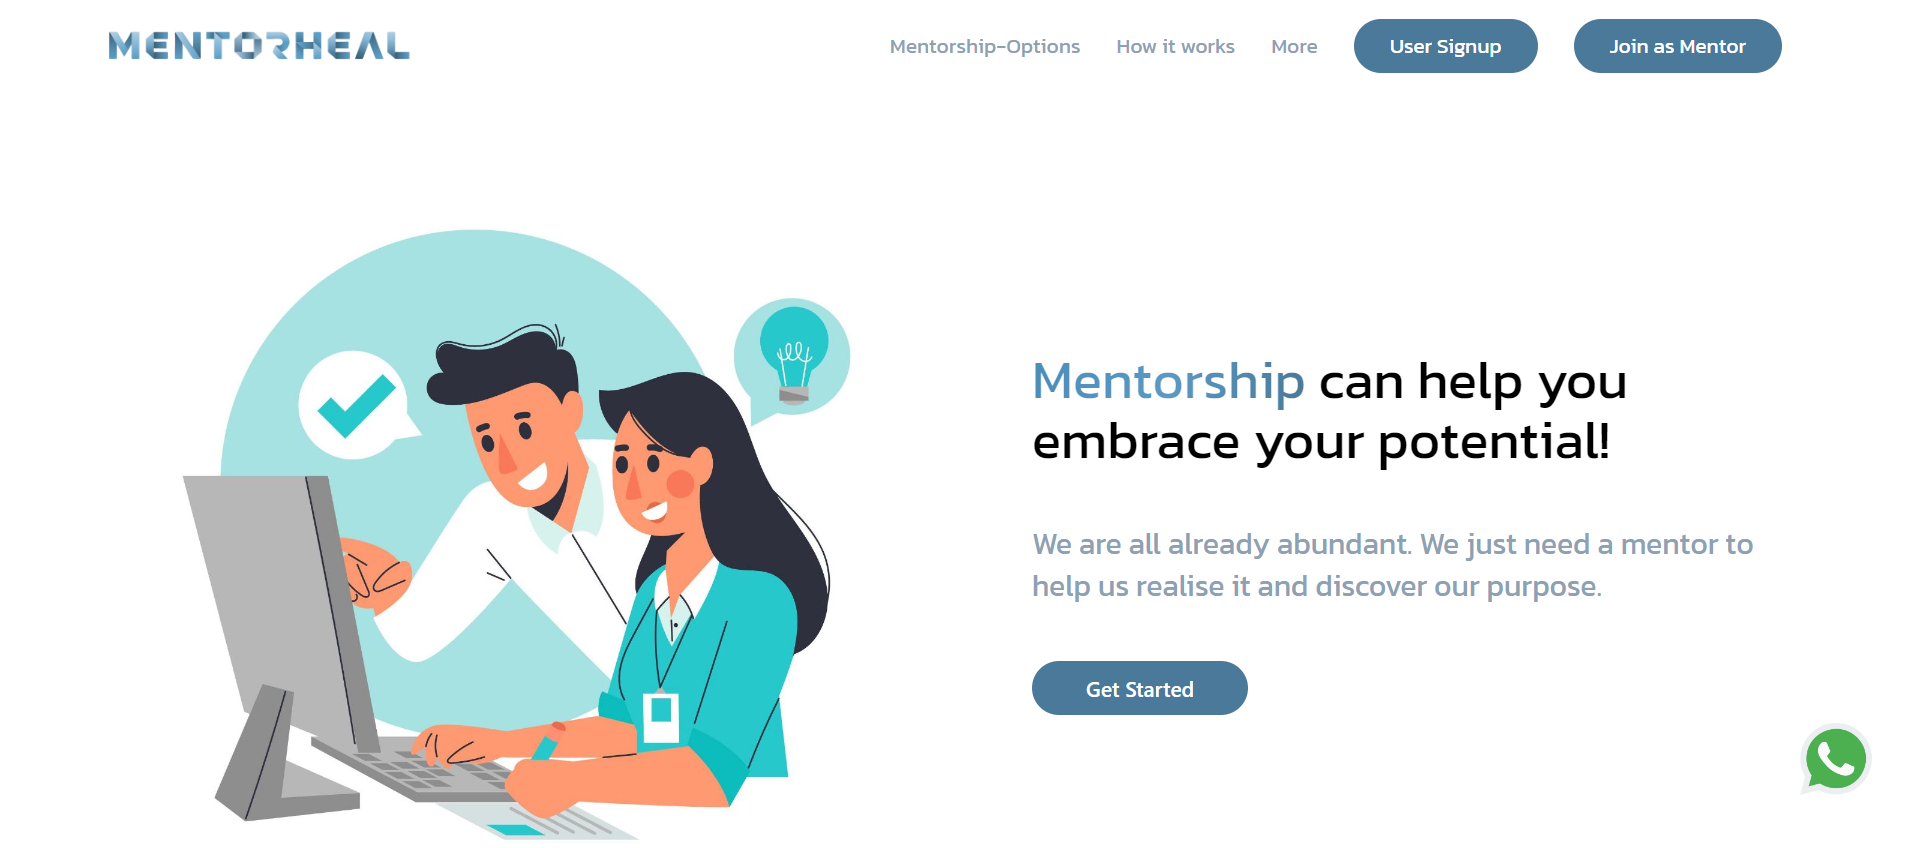 MENTORHEAL
Mentorship-Options How it works More User Signup Join as Mentor
Mentorship can help you
embrace your potential!
We are all already abundant. We just need a mentor to
help us realise it and discover our purpose.
Get Started